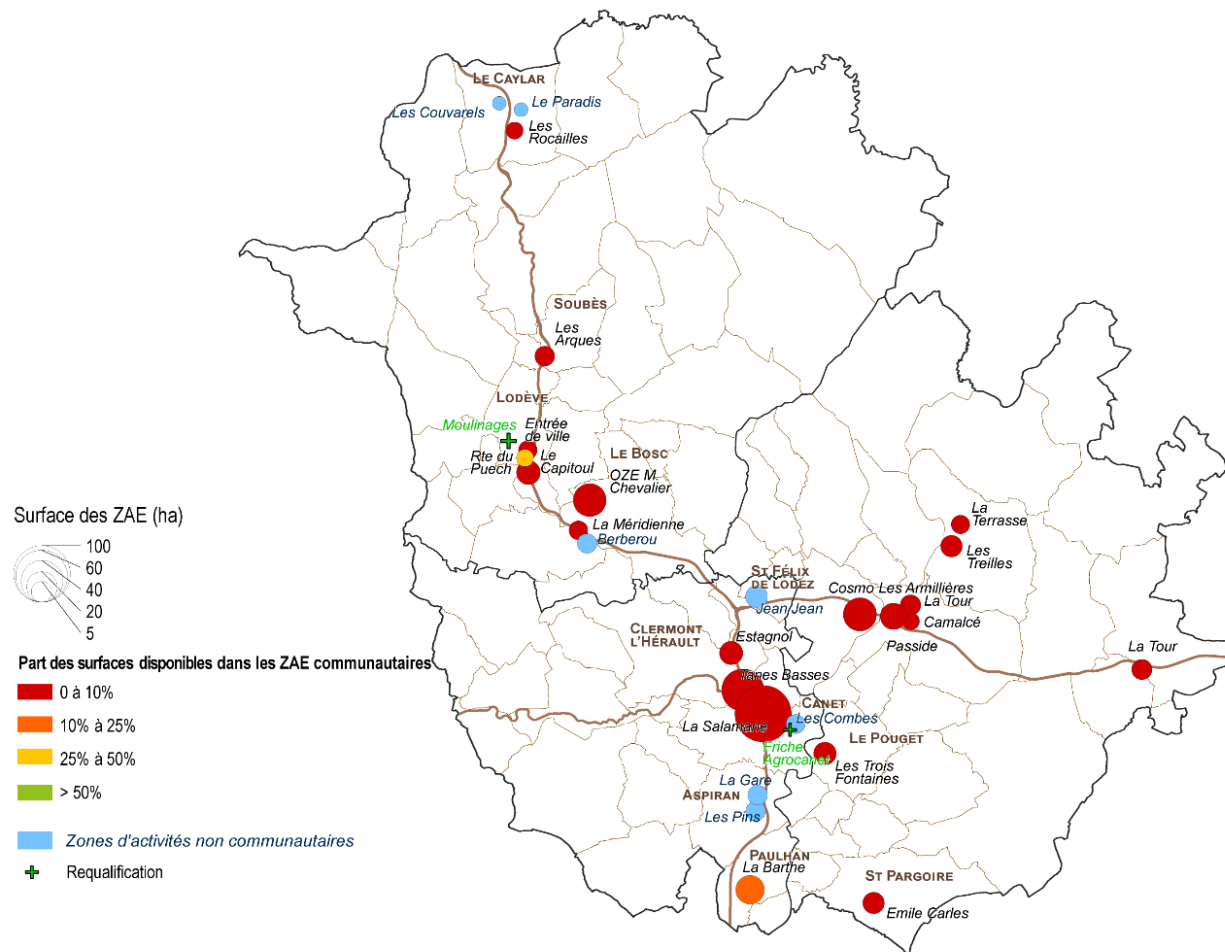 LE CAYLAR
Les Couvarels
Le Paradis
Les
Rocailles
SOUBÈS
Les
Arques
LODÈVE
Moulinages
Entrée
de ville
Rte du
Puech
Le
Capitoul
LE BOSC
OZE M.
Chevalier
La Méridienne
Berberou
La
Terrasse
Les
Treilles
ST FÉLIX
DE LODEZ
Jean Jean
Cosmo
Les Armillières
La Tour
Camalcé
Passide
La Tour
CLERMONT
L'HÉRAULT
Estagnol
Tanes Basses
CANET
La Salamane
Les Combes
Friche
Agrocanet
LE POUGET
Les Trois
Fontaines
La Gare
ASPIRAN
Les Pins
PAULHAN
La Barthe
ST PARGOIRE
Emile Carles
Surface des ZAE (ha)
100
60
40
20
5
Part des surfaces disponibles dans les ZAE communautaires
0 à 10%
10% à 25%
25% à 50%
> 50%
Zones d'activités non communautaires
Requalification